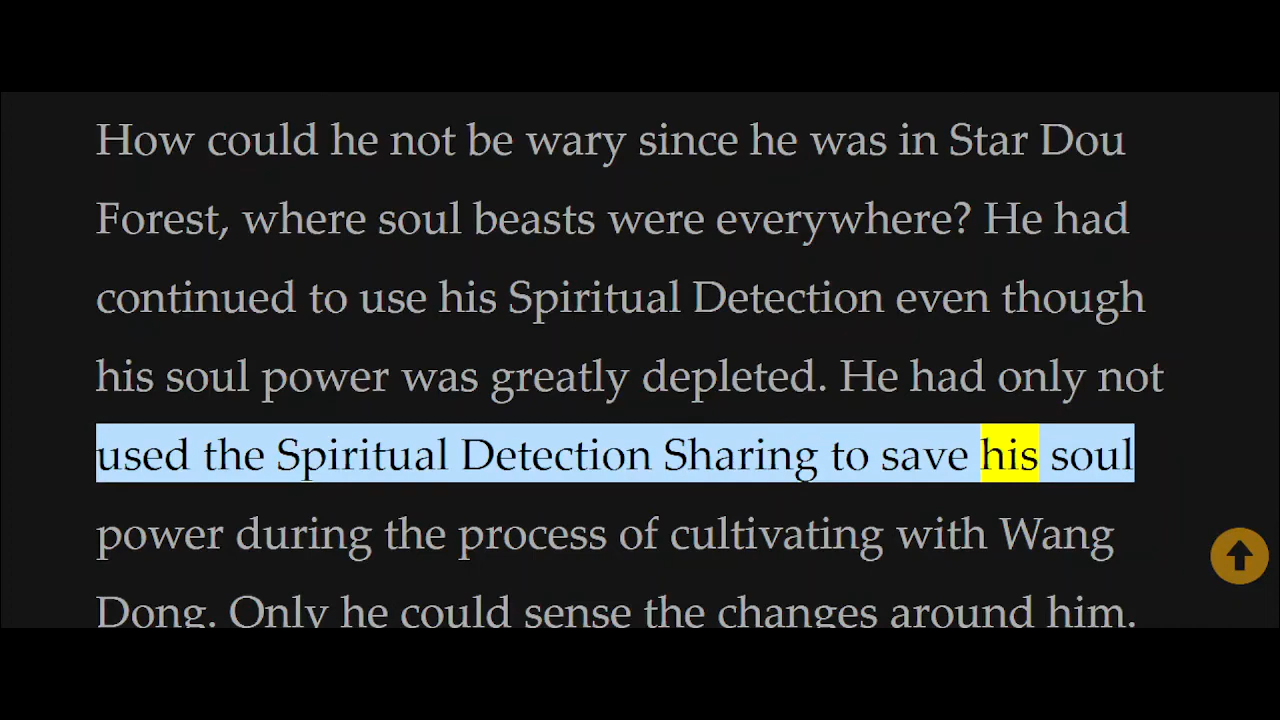 How could he not be wary since he was in Star Dou
Forest, where soul beasts were everywhere? He had
continued to use his Spiritual Detection even though
his soul power was greatly depleted. He had only not
used the Spiritual Detection Sharing to save his soul
power during the process of cultivating with Wang
Dong. Only he could sense the changes around him.